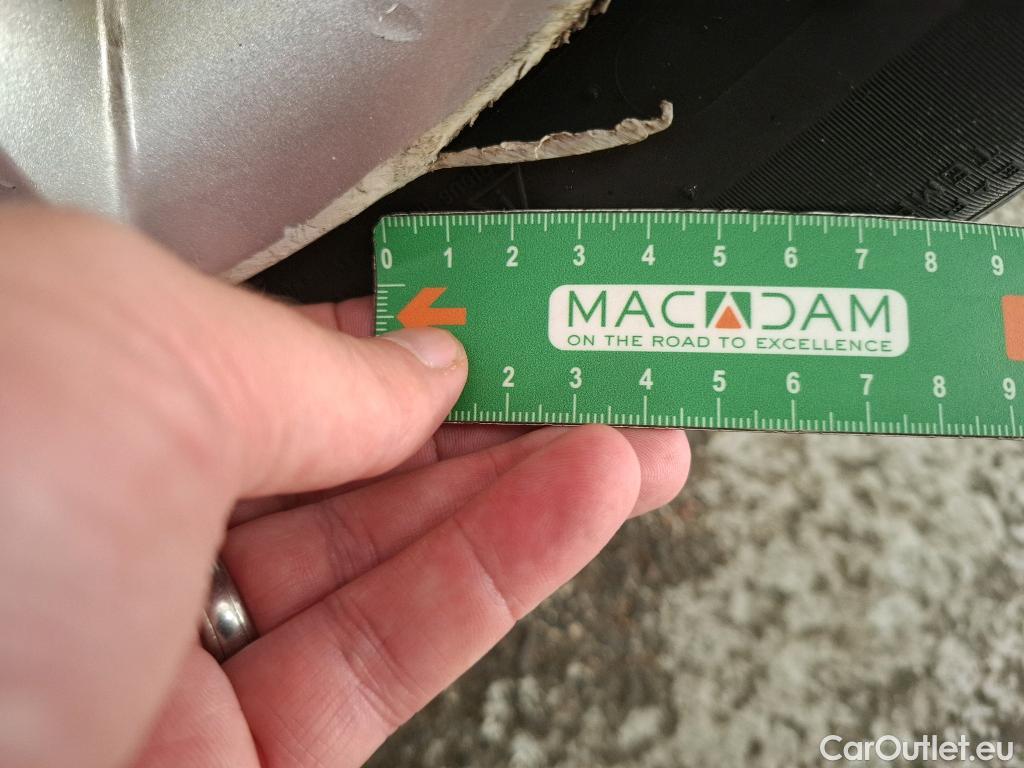 0 1 2 3 4 5 6 7 8 9
MACADAM
ON THE ROAD TO EXCELLENCE
2 3 4 5 6 7 8 9
CarOutlet.eu